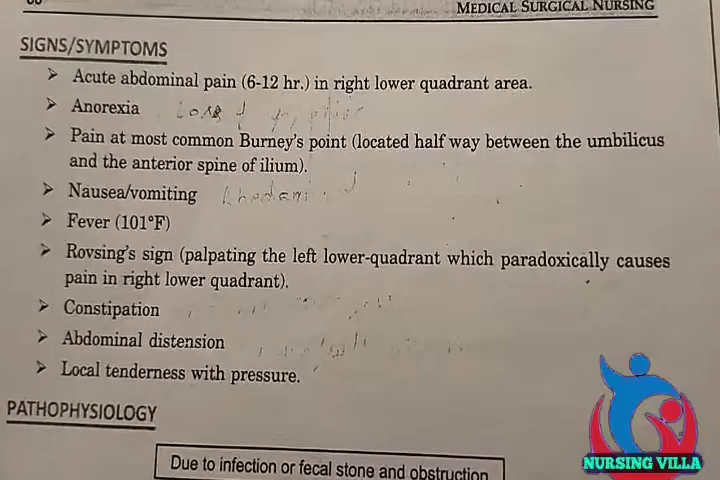 MEDICAL SURGICAL NURSING
SIGNS/SYMPTOMS
➤ Acute abdominal pain (6-12 hr.) in right lower quadrant area.
➤ Anorexia
➤ Pain at most common Burney's point (located half way between the umbilicus
and the anterior spine of ilium).
➤ Nausea/vomiting
➤ Fever (101°F)
➤ Rovsing's sign (palpating the left lower-quadrant which paradoxically causes
pain in right lower quadrant).
➤ Constipation
➤ Abdominal distension
➤ Local tenderness with pressure.
PATHOPHYSIOLOGY
Due to infection or fecal stone and obstruction
NURSING VILLA